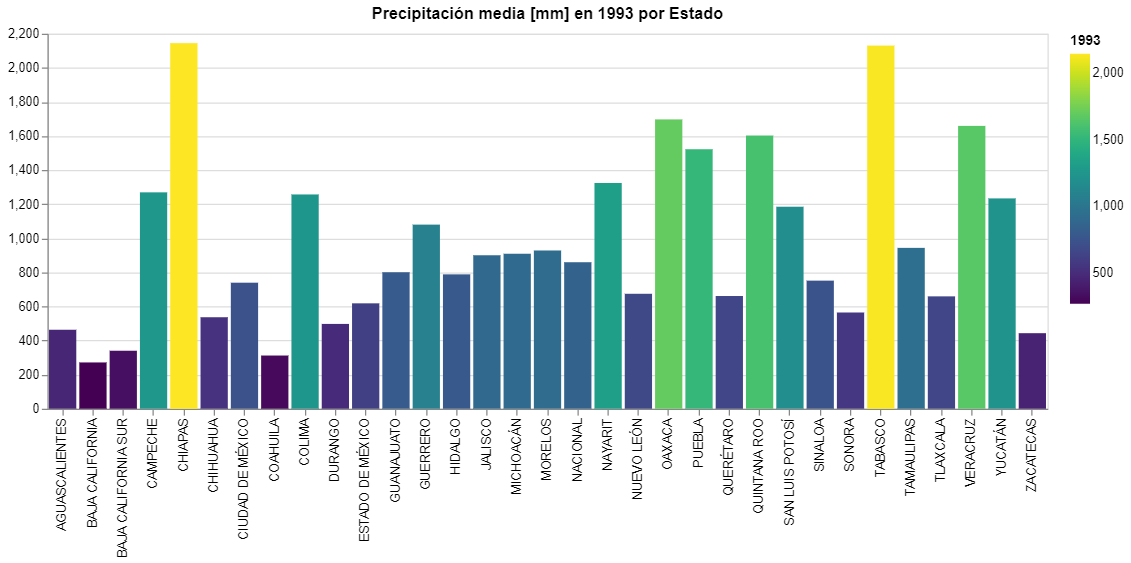 Precipitación media [mm] en 1993 por Estado
2,200
2,000
1,800
1,600
1,400
1,200
1,000
800
600
400
200
0
AGUASCALIENTES
BAJA CALIFORNIA
BAJA CALIFORNIA SUR
CAMPECHE
CHIAPAS
CHIHUAHUA
CIUDAD DE MÉXICO
COAHUILA
COLIMA
DURANGO
ESTADO DE MÉXICO
GUANAJUATO
GUERRERO
HIDALGO
JALISCO
MICHOACÁN
MORELOS
NACIONAL
NAYARIT
NUEVO LEÓN
OAXACA
PUEBLA
QUERÉTARO
QUINTANA ROO
SAN LUIS POTOSÍ
SINALOA
SONORA
TABASCO
TAMAULIPAS
TLAXCALA
VERACRUZ
YUCATÁN
ZACATECAS
1993
2,000
1,500
1,000
500